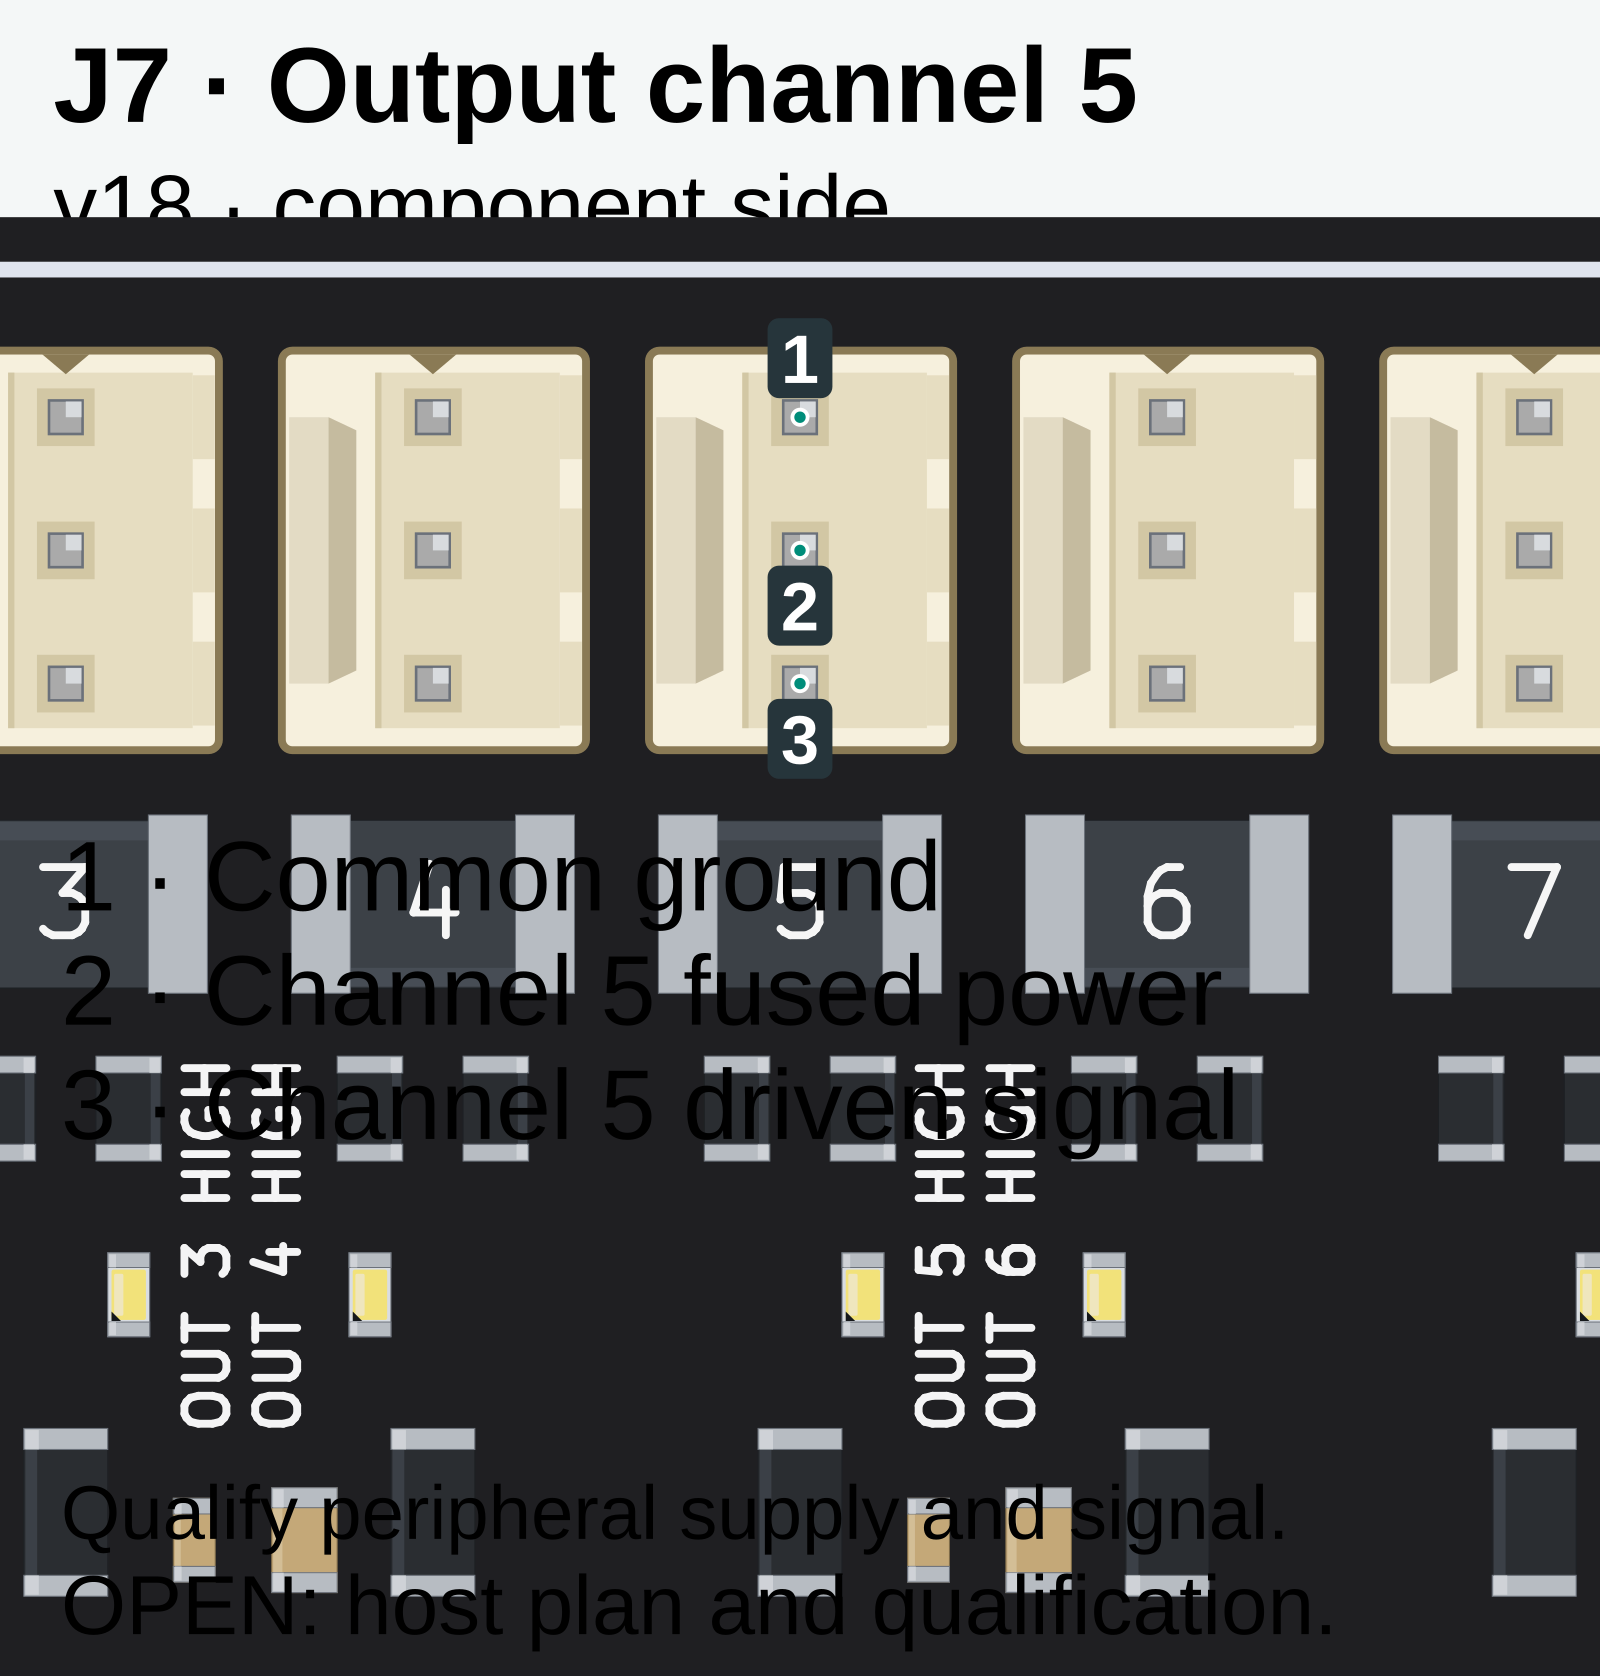 J7 · Output channel 5
v18 · component side
1
2
3
3 4 5 6 7
1 · Common ground
2 · Channel 5 fused power
3 · Channel 5 driven signal
OUT 3 HIGH
OUT 4 HIGH
OUT 5 HIGH
OUT 6 HIGH
Qualify peripheral supply and signal.
OPEN: host plan and qualification.